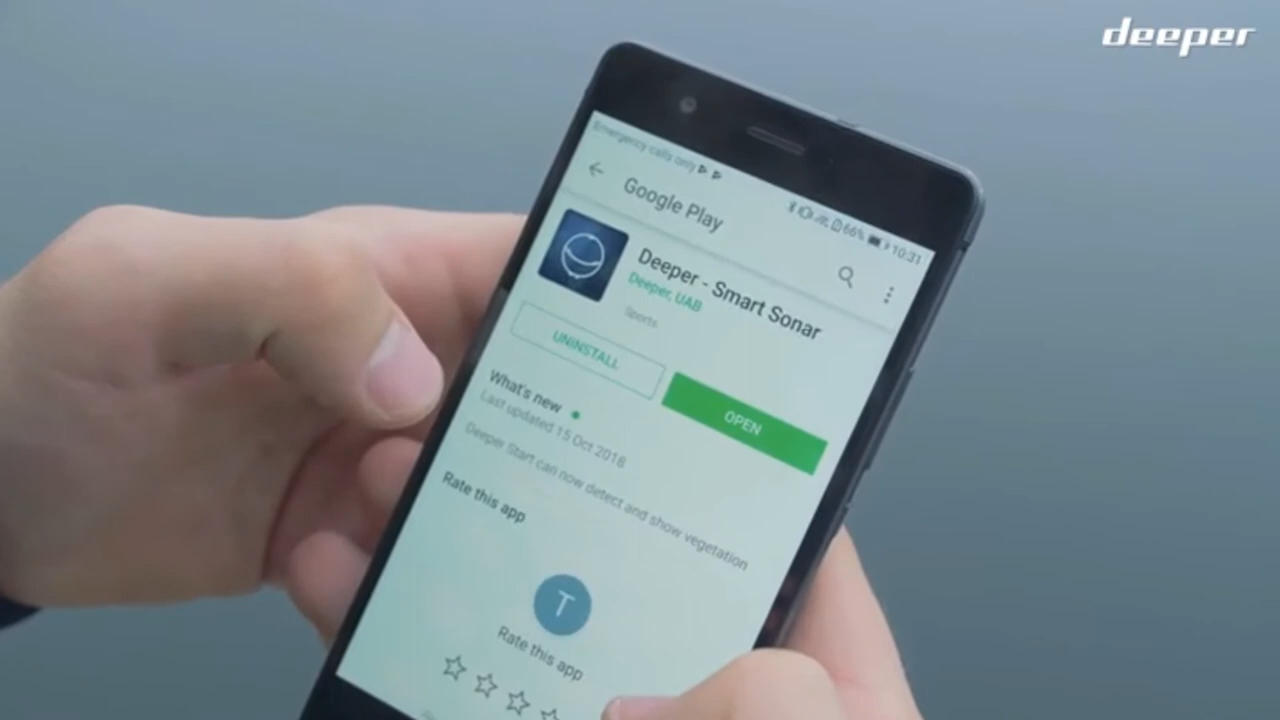 deeper
Emergency calls only
66% 10:31
Google Play
Deeper - Smart Sonar
Deeper, UAB
Sports
UNINSTALL
OPEN
What's new
Last updated 15 Oct 2018
Deeper Start can now detect and show vegetation
Rate this app
T
Rate this app